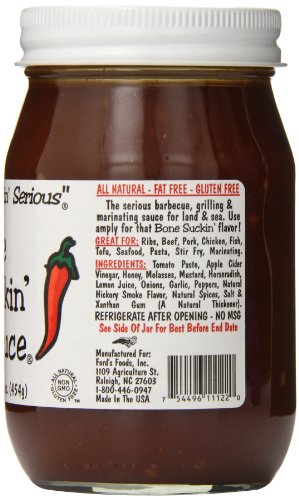 n' Serious"®
e
kin'
uce®
ALL NATURAL
NON GMO
GLUTEN FREE
z. (454g)
ALL NATURAL - FAT FREE - GLUTEN FREE
The serious barbecue, grilling &
marinating sauce for land & sea. Use
amply for that Bone Suckin' flavor!
GREAT FOR: Ribs, Beef, Pork, Chicken, Fish,
Tofu, Seafood, Pasta, Stir Fry, Marinating.
INGREDIENTS: Tomato Paste, Apple Cider
Vinegar, Honey, Molasses, Mustard, Horseradish,
Lemon Juice, Onions, Garlic, Peppers, Natural
Hickory Smoke Flavor, Natural Spices, Salt &
Xanthan Gum (A Natural Thickener).
REFRIGERATE AFTER OPENING - NO MSG
See Side Of Jar For Best Before End Date
Manufactured For:
Ford's Foods, Inc.
1109 Agriculture St.
Raleigh, NC 27603
1-800-446-0947
Made In The USA
7 54496 11122 0